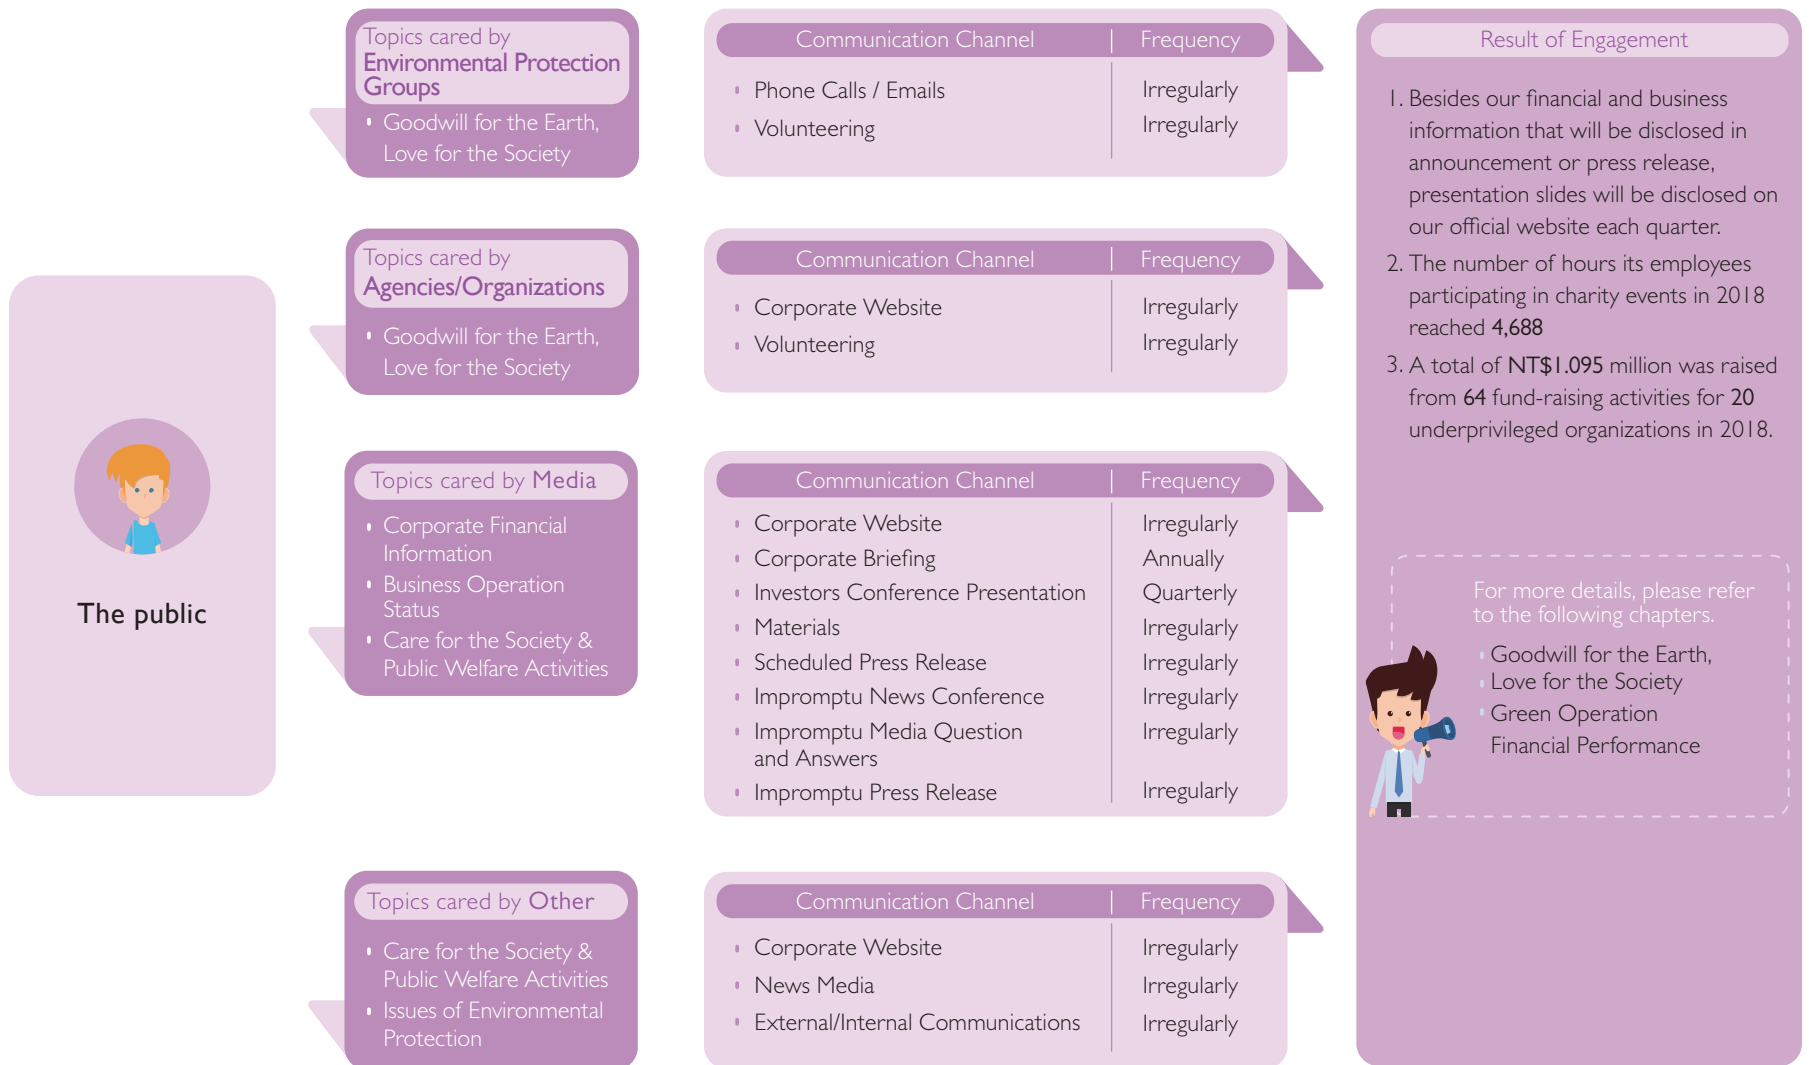 The public
Topics cared by
Environmental Protection
Groups
Goodwill for the Earth,
Love for the Society
Communication Channel | Frequency
Phone Calls / Emails Irregularly
Volunteering Irregularly
Topics cared by
Agencies/Organizations
Goodwill for the Earth,
Love for the Society
Communication Channel | Frequency
Corporate Website Irregularly
Volunteering Irregularly
Topics cared by Media
Corporate Financial
Information
Business Operation
Status
Care for the Society &
Public Welfare Activities
Communication Channel | Frequency
Corporate Website Irregularly
Corporate Briefing Annually
Investors Conference Presentation Quarterly
Materials Irregularly
Scheduled Press Release Irregularly
Impromptu News Conference Irregularly
Impromptu Media Question Irregularly
and Answers
Impromptu Press Release Irregularly
Topics cared by Other
Care for the Society &
Public Welfare Activities
Issues of Environmental
Protection
Communication Channel | Frequency
Corporate Website Irregularly
News Media Irregularly
External/Internal Communications Irregularly
Result of Engagement
1. Besides our financial and business
information that will be disclosed in
announcement or press release,
presentation slides will be disclosed on
our official website each quarter.
2. The number of hours its employees
participating in charity events in 2018
reached 4,688
3. A total of NT$1.095 million was raised
from 64 fund-raising activities for 20
underprivileged organizations in 2018.
For more details, please refer
to the following chapters.
Goodwill for the Earth,
Love for the Society
Green Operation
Financial Performance